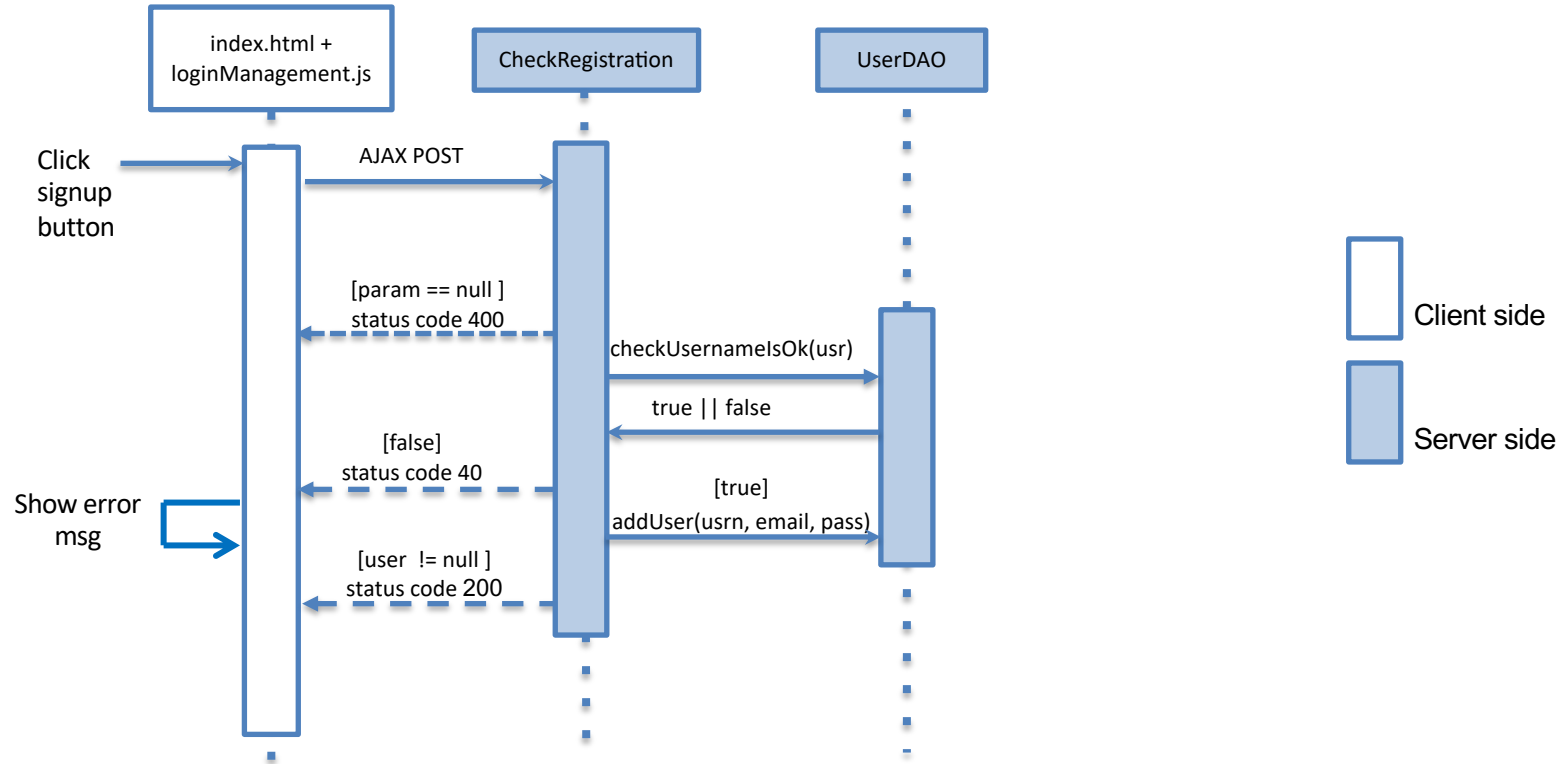 index.html +
loginManagement.js
CheckRegistration
UserDAO
Click
signup
button
AJAX POST
[param == null ]
status code 400
checkUsernameIsOk(usr)
true || false
[false]
status code 40
[true]
addUser(usrn, email, pass)
Show error
msg
[user  != null ]
status code 200
Client side
Server side